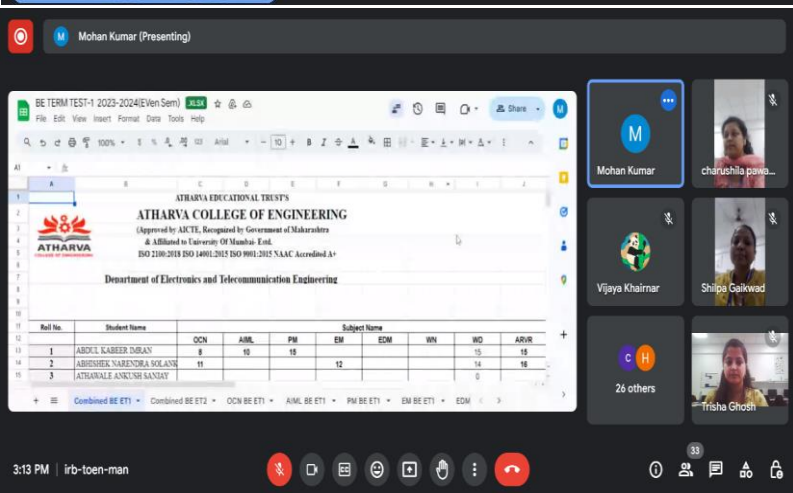 M Mohan Kumar (Presenting)
BE TERM TEST-1 2023-2024(EVen Sem) .XLSX
Share
M
File Edit View Insert Format Data Tools Help
100% $ % 123 Arial - 10 + B I A
A1 fx
A B C D E F G H I J
ATHARVA EDUCATIONAL TRUST'S
ATHARVA COLLEGE OF ENGINEERING
(Approved by AICTE, Recognized by Government of Maharashtra
& Affiliated to University Of Mumbai- Estd.
ISO 2100:2018 ISO 14001:2015 ISO 9001:2015 NAAC Accredited A+
ATHARVA
COLLEGE OF ENGINEERING
Department of Electronics and Telecommunication Engineering
Roll No. Student Name Subject Name
OCN AIML PM EM EDM WN WD ARVR
1 ABDUL KABEER IMRAN 8 10 15 15 15
2 ABHISHEK NARENDRA SOLANK 11 12 14 16
3 ATHAWALE ANKUSH SANJAY 0
Combined BE ET1 Combined BE ET2 OCN BE ET1 AIML BE ET1 PM BE ET1 EM BE ET1 EDM
M
Mohan Kumar
charushila pawa...
Vijaya Khairnar
Shilpa Gaikwad
C H
26 others
Trisha Ghosh
3:13 PM | irb-toen-man
33